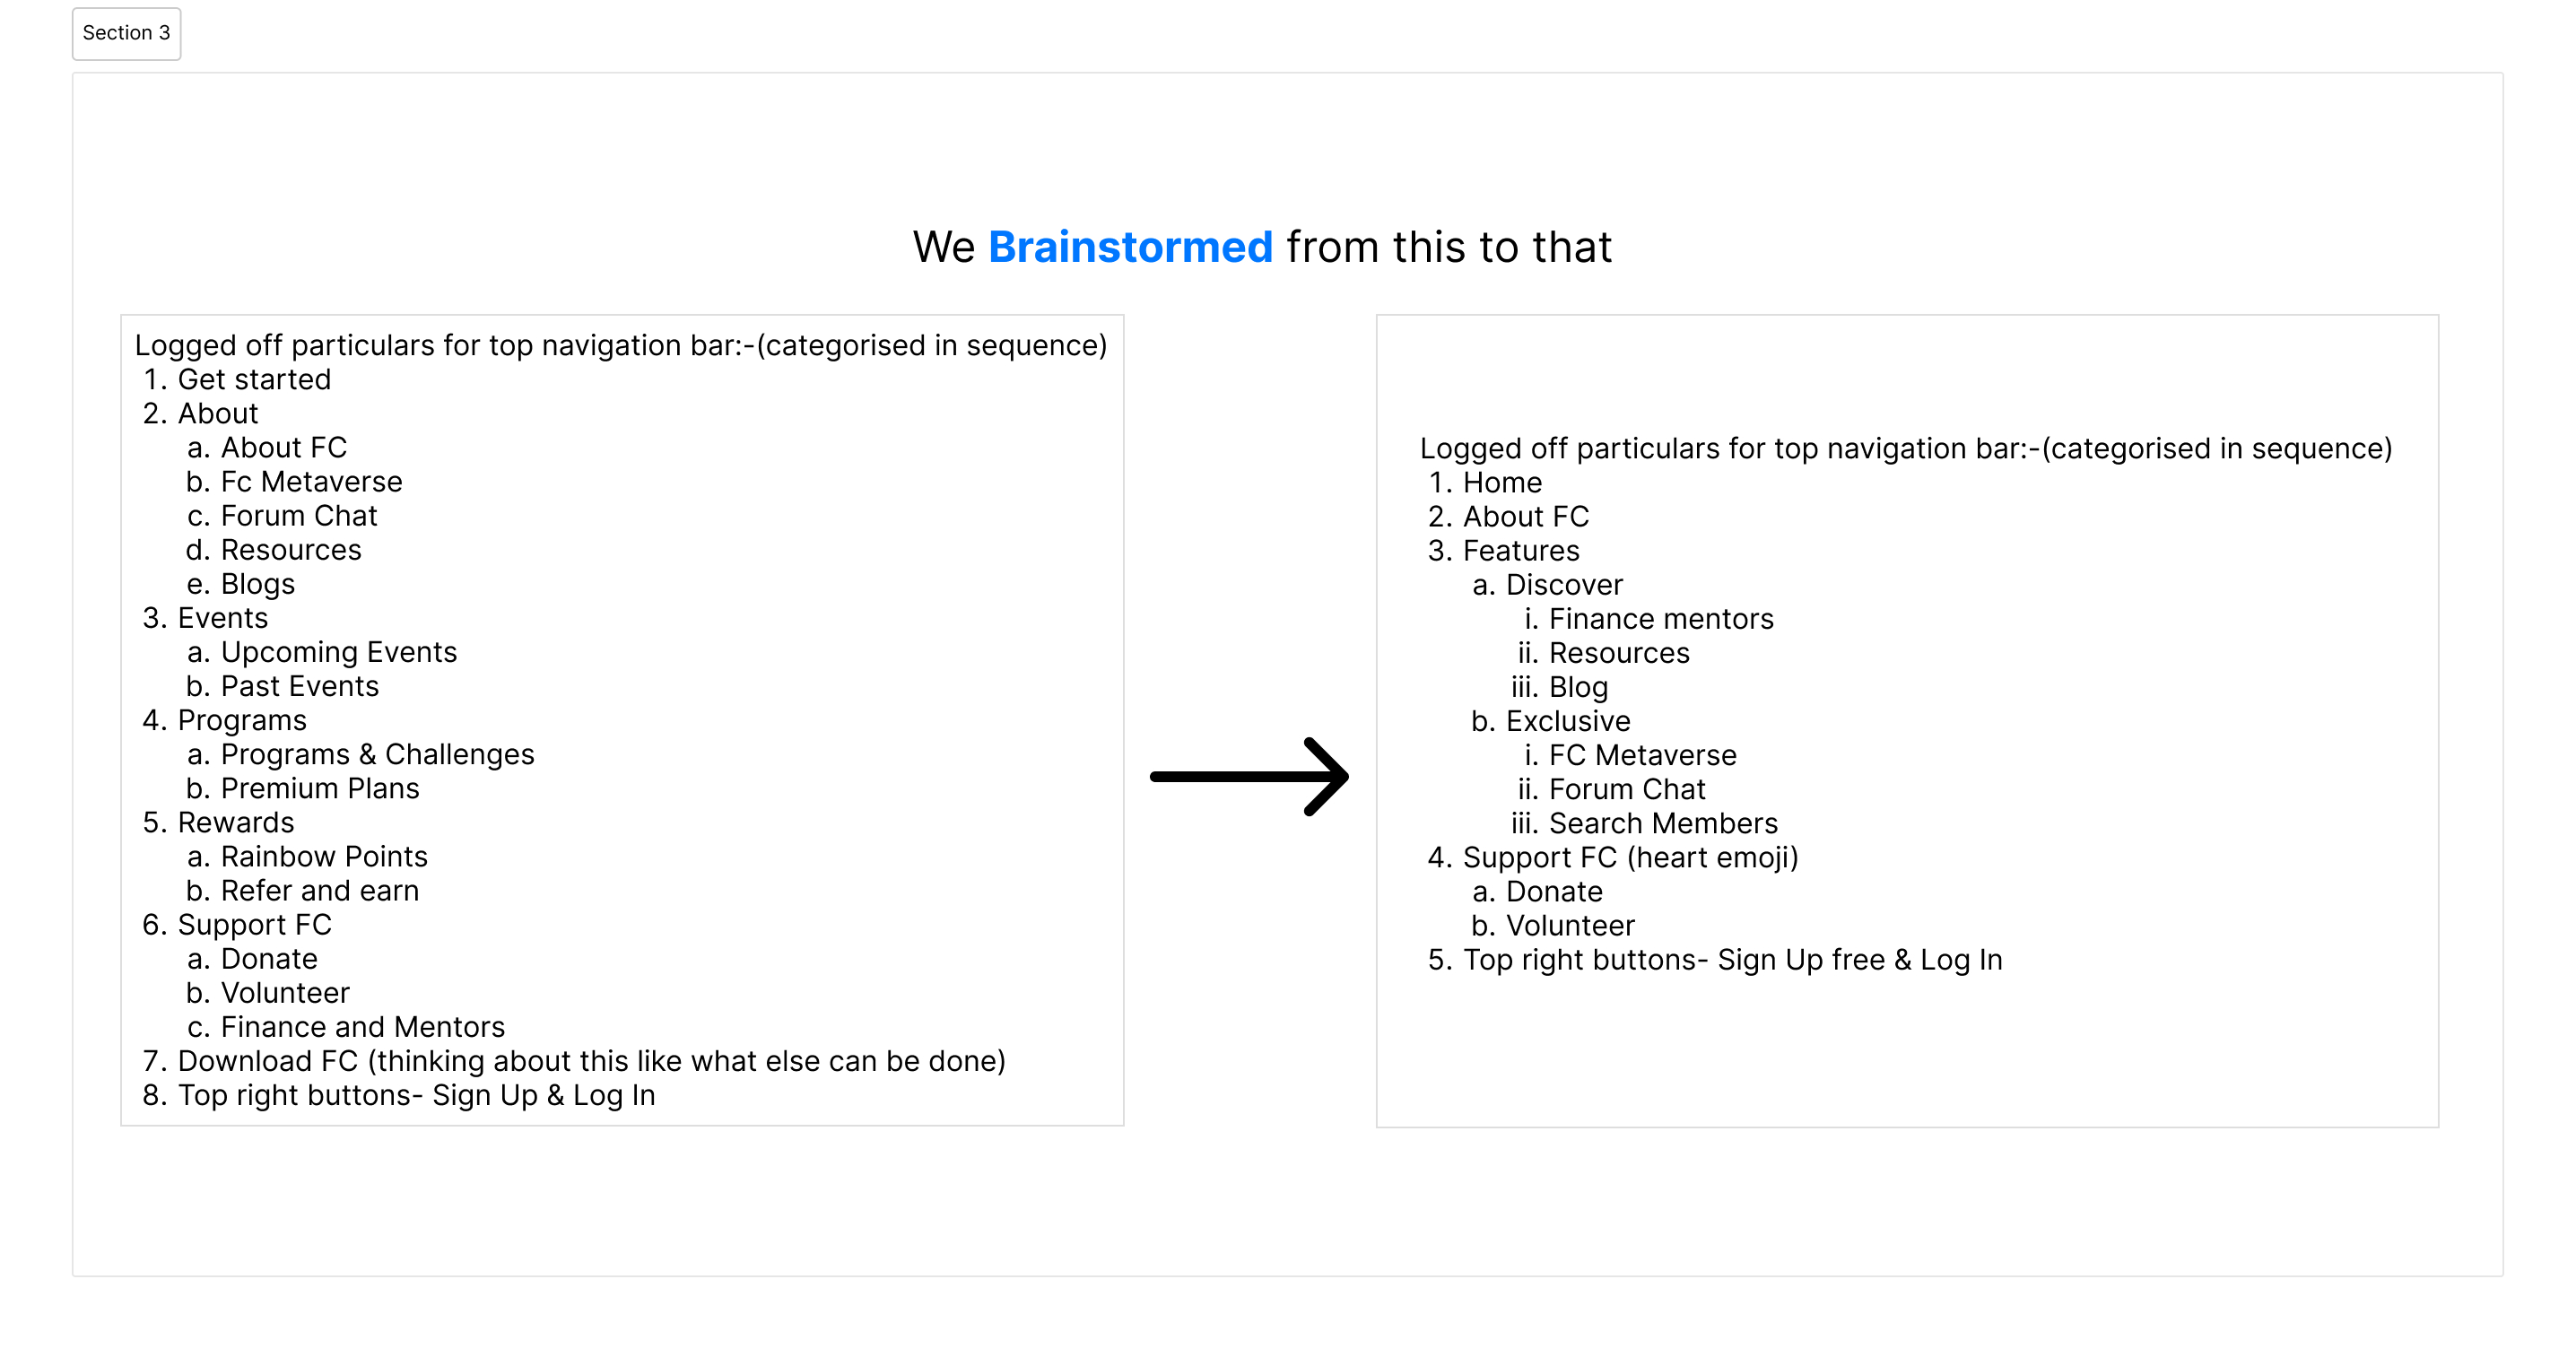 Section 3
We Brainstormed from this to that
Logged off particulars for top navigation bar:-(categorised in sequence)
1. Get started
2. About
a. About FC
b. Fc Metaverse
c. Forum Chat
d. Resources
e. Blogs
3. Events
a. Upcoming Events
b. Past Events
4. Programs
a. Programs & Challenges
b. Premium Plans
5. Rewards
a. Rainbow Points
b. Refer and earn
6. Support FC
a. Donate
b. Volunteer
c. Finance and Mentors
7. Download FC (thinking about this like what else can be done)
8. Top right buttons- Sign Up & Log In
Logged off particulars for top navigation bar:-(categorised in sequence)
1. Home
2. About FC
3. Features
a. Discover
i. Finance mentors
ii. Resources
iii. Blog
b. Exclusive
i. FC Metaverse
ii. Forum Chat
iii. Search Members
4. Support FC (heart emoji)
a. Donate
b. Volunteer
5. Top right buttons- Sign Up free & Log In